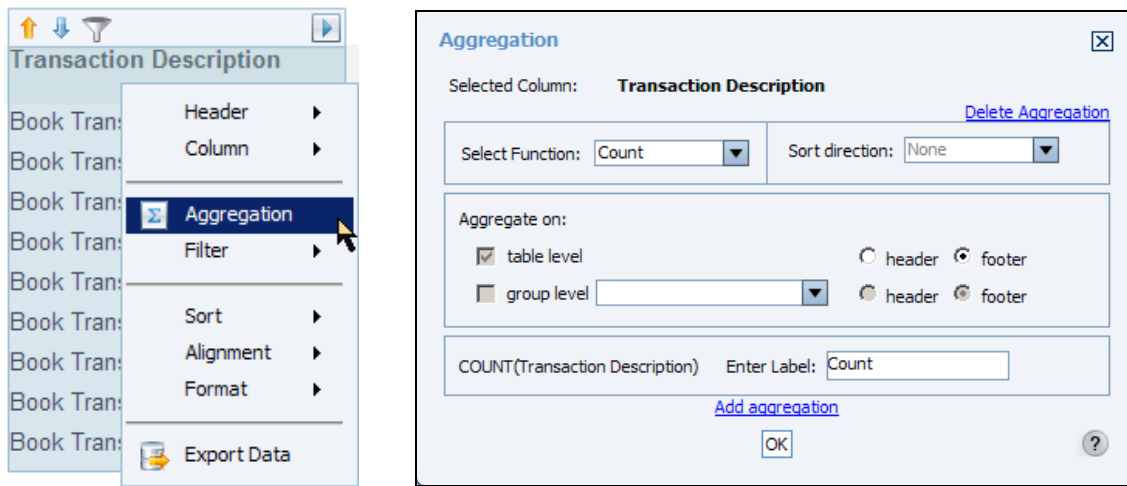 Transaction Description
Book Trans
Book Trans
Book Trans
Book Trans
Book Trans
Book Trans
Book Trans
Book Trans
Book Trans
Header
Column
Σ Aggregation
Filter
Sort
Alignment
Format
Export Data
Aggregation
Selected Column: Transaction Description
Delete Aggregation
Select Function: Count Sort direction: None
Aggregate on:
table level header footer
group level header footer
COUNT(Transaction Description) Enter Label: Count
Add aggregation
OK ?